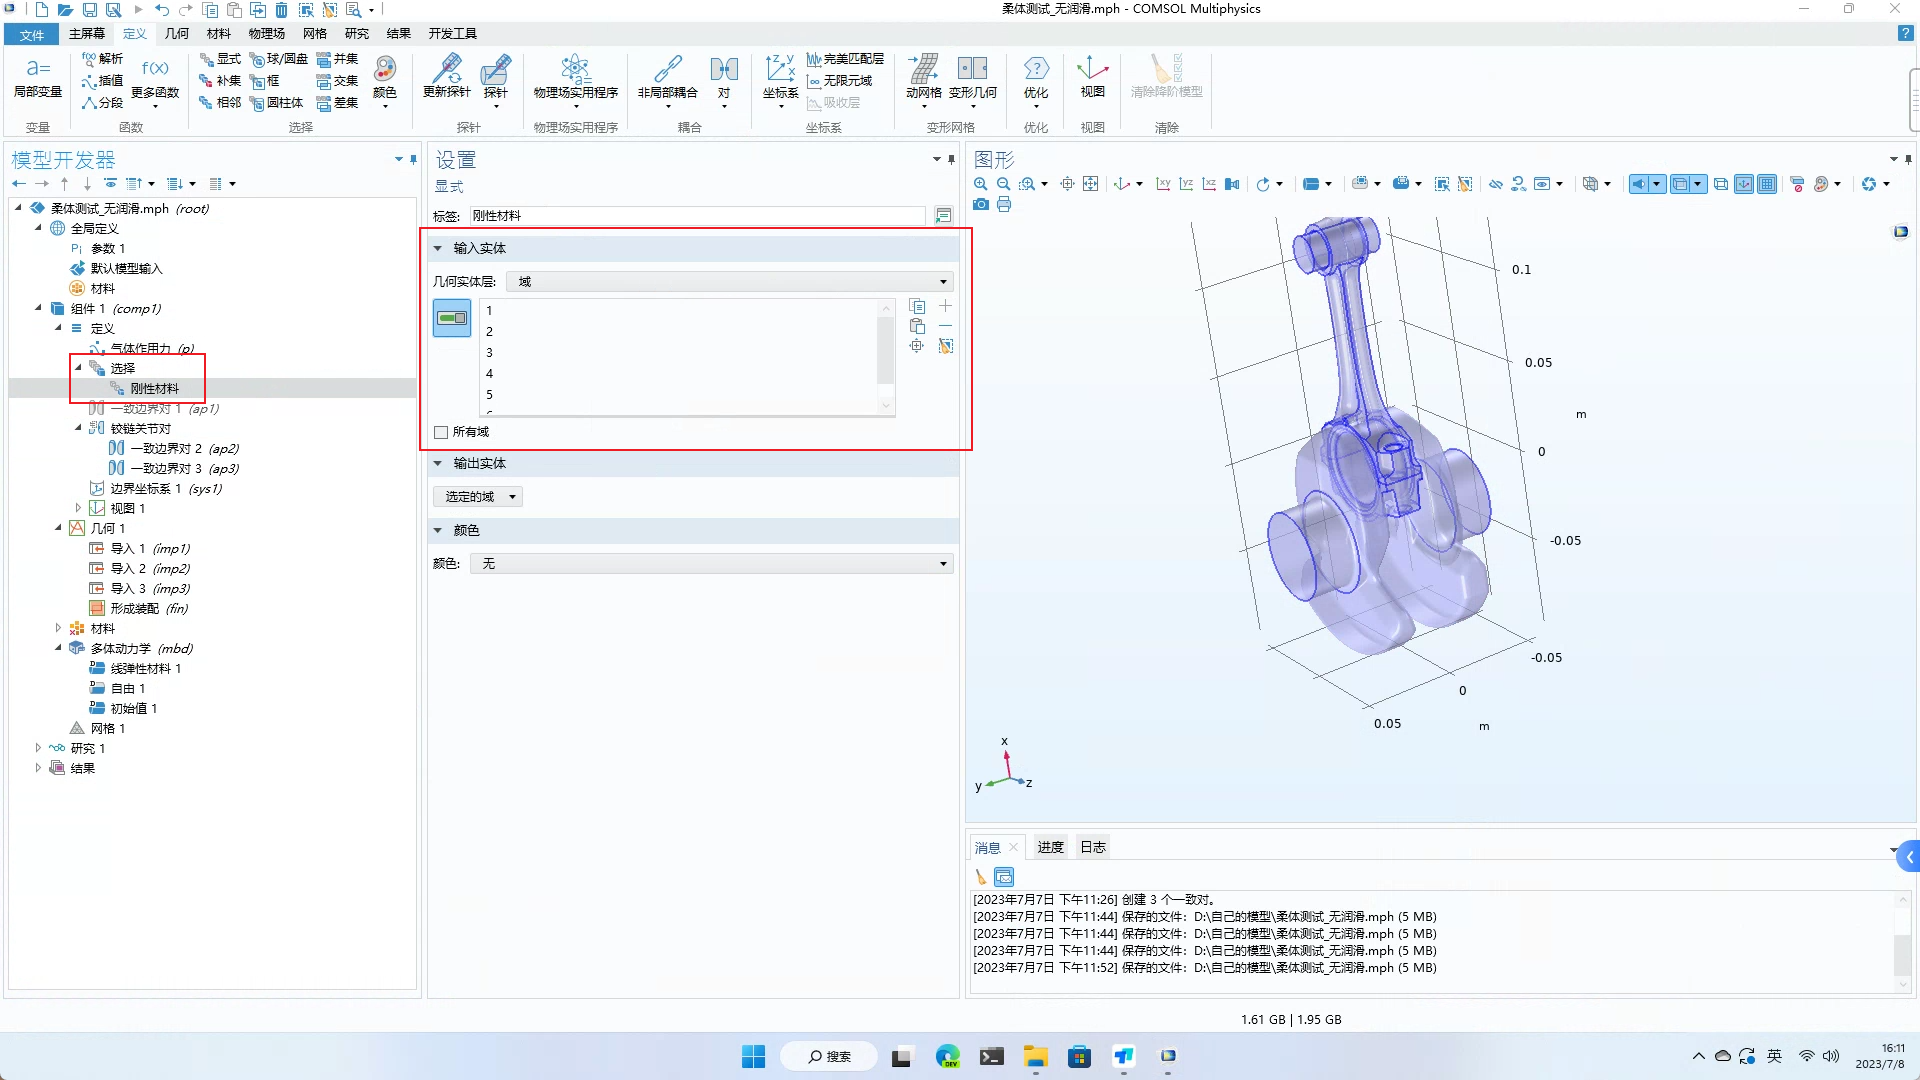 柔体测试_无润滑.mph - COMSOL Multiphysics
文件 主屏幕 定义 几何 材料 物理场 网格 研究 结果 开发工具
a=
局部变量
变量
f(x) 解析
插值
分段
f(x)
更多函数
函数
显式 球/圆盘 并集
补集 框 交集
相邻 圆柱体 差集
颜色
选择
更新探针 探针
探针
物理场实用程序
物理场实用程序
非局部耦合 对
耦合
坐标系
完美匹配层
无限元域
吸收层
坐标系
动网格 变形几何
变形网格
优化
优化
视图
视图
清除降阶模型
清除
模型开发器
柔体测试_无润滑.mph (root)
全局定义
Pi 参数 1
默认模型输入
材料
组件 1 (comp1)
定义
气体作用力 (p)
选择
刚性材料
一致边界对 1 (ap1)
铰链关节对
一致边界对 2 (ap2)
一致边界对 3 (ap3)
边界坐标系 1 (sys1)
视图 1
几何 1
导入 1 (imp1)
导入 2 (imp2)
导入 3 (imp3)
形成装配 (fin)
材料
多体动力学 (mbd)
线弹性材料 1
自由 1
初始值 1
网格 1
研究 1
结果
设置
显式
标签: 刚性材料
输入实体
几何实体层: 域
1
2
3
4
5
所有域
输出实体
选定的域
颜色
颜色: 无
图形
xy yz xz
0.1
0.05
m
0
-0.05
-0.05
0
0.05
m
x
y
z
消息 进度 日志
[2023年7月7日 下午11:26] 创建 3 个一致对。
[2023年7月7日 下午11:44] 保存的文件: D:\自己的模型\柔体测试_无润滑.mph (5 MB)
[2023年7月7日 下午11:44] 保存的文件: D:\自己的模型\柔体测试_无润滑.mph (5 MB)
[2023年7月7日 下午11:44] 保存的文件: D:\自己的模型\柔体测试_无润滑.mph (5 MB)
[2023年7月7日 下午11:52] 保存的文件: D:\自己的模型\柔体测试_无润滑.mph (5 MB)
1.61 GB | 1.95 GB
搜索
DEV
英
16:11
2023/7/8